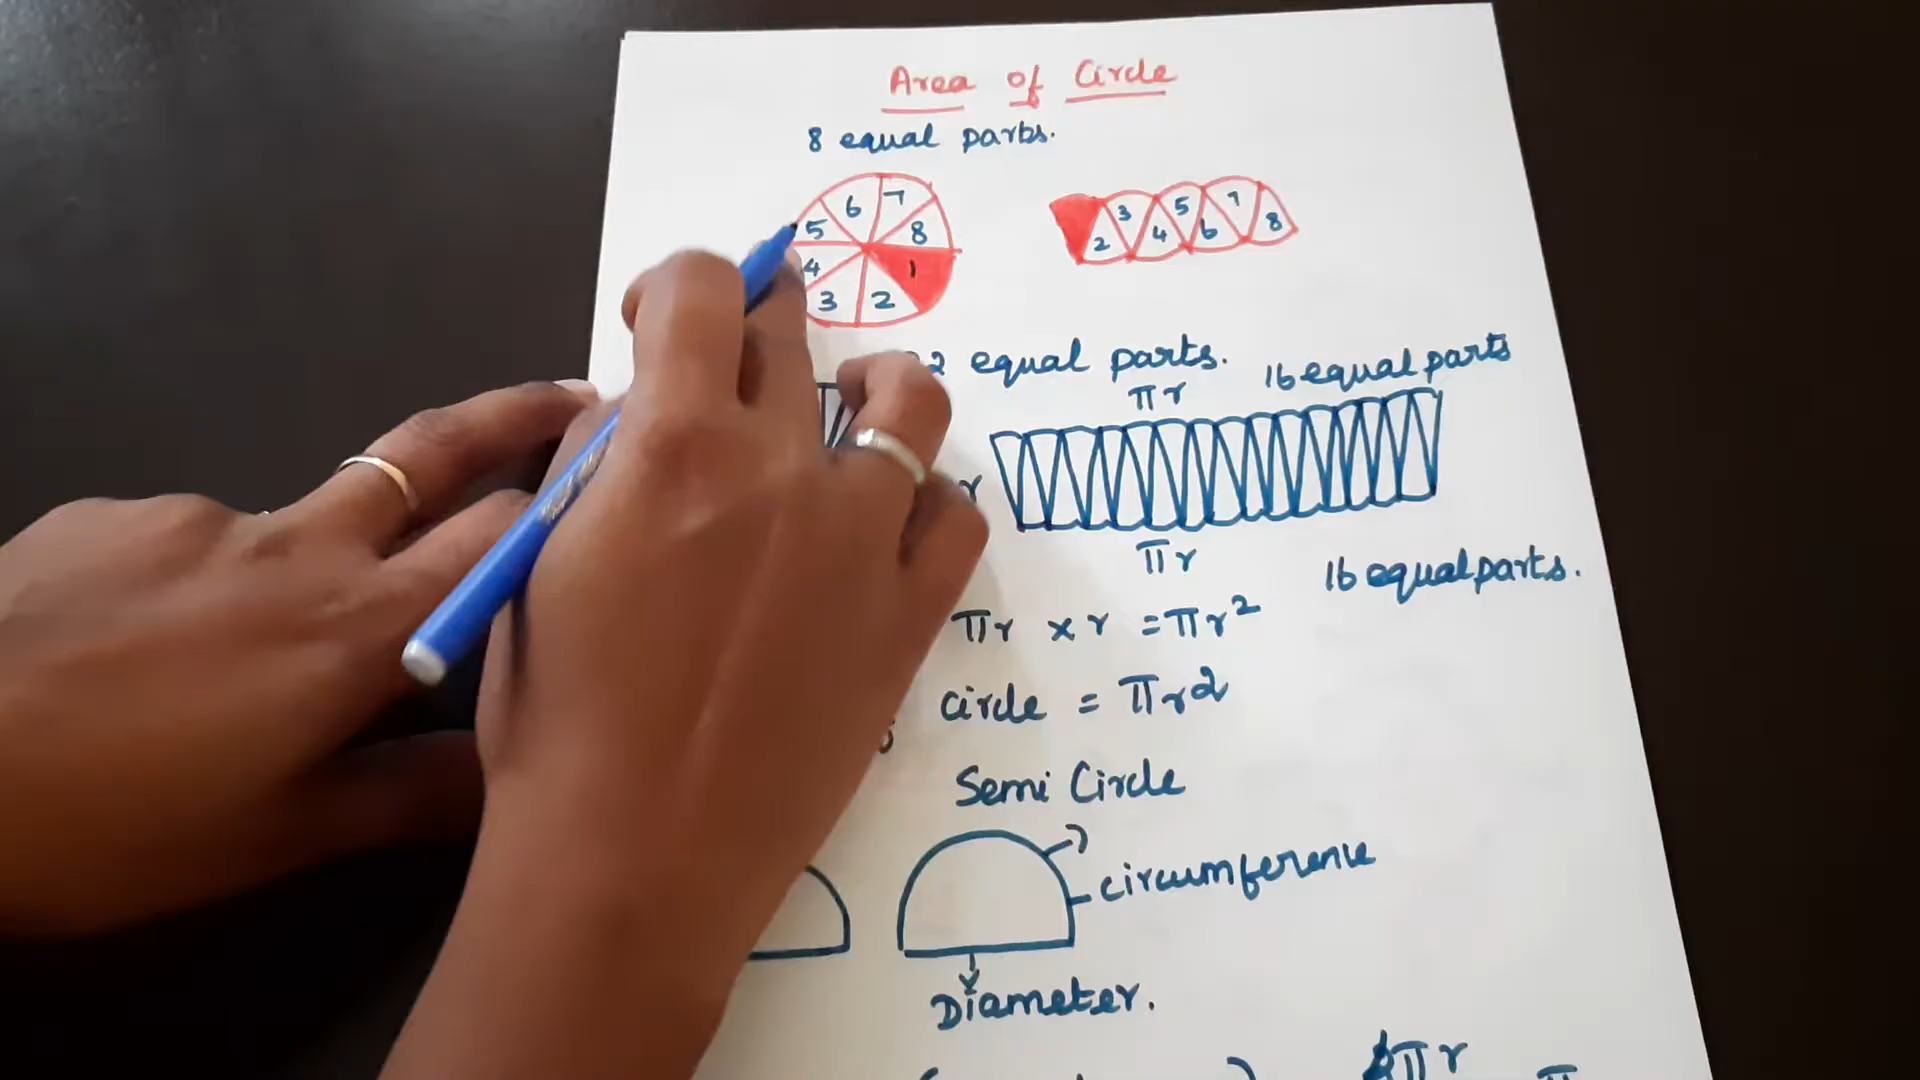 Area of Circle
8 equal parts.
6 7
5 8
4 1
3 2
3 5 7
2 4 6 8
2 equal parts. 16 equal parts
πr
r
πr
16 equal parts.
πr × r = πr²
circle = πr2
Semi Circle
circumference
Diameter.
πr
π